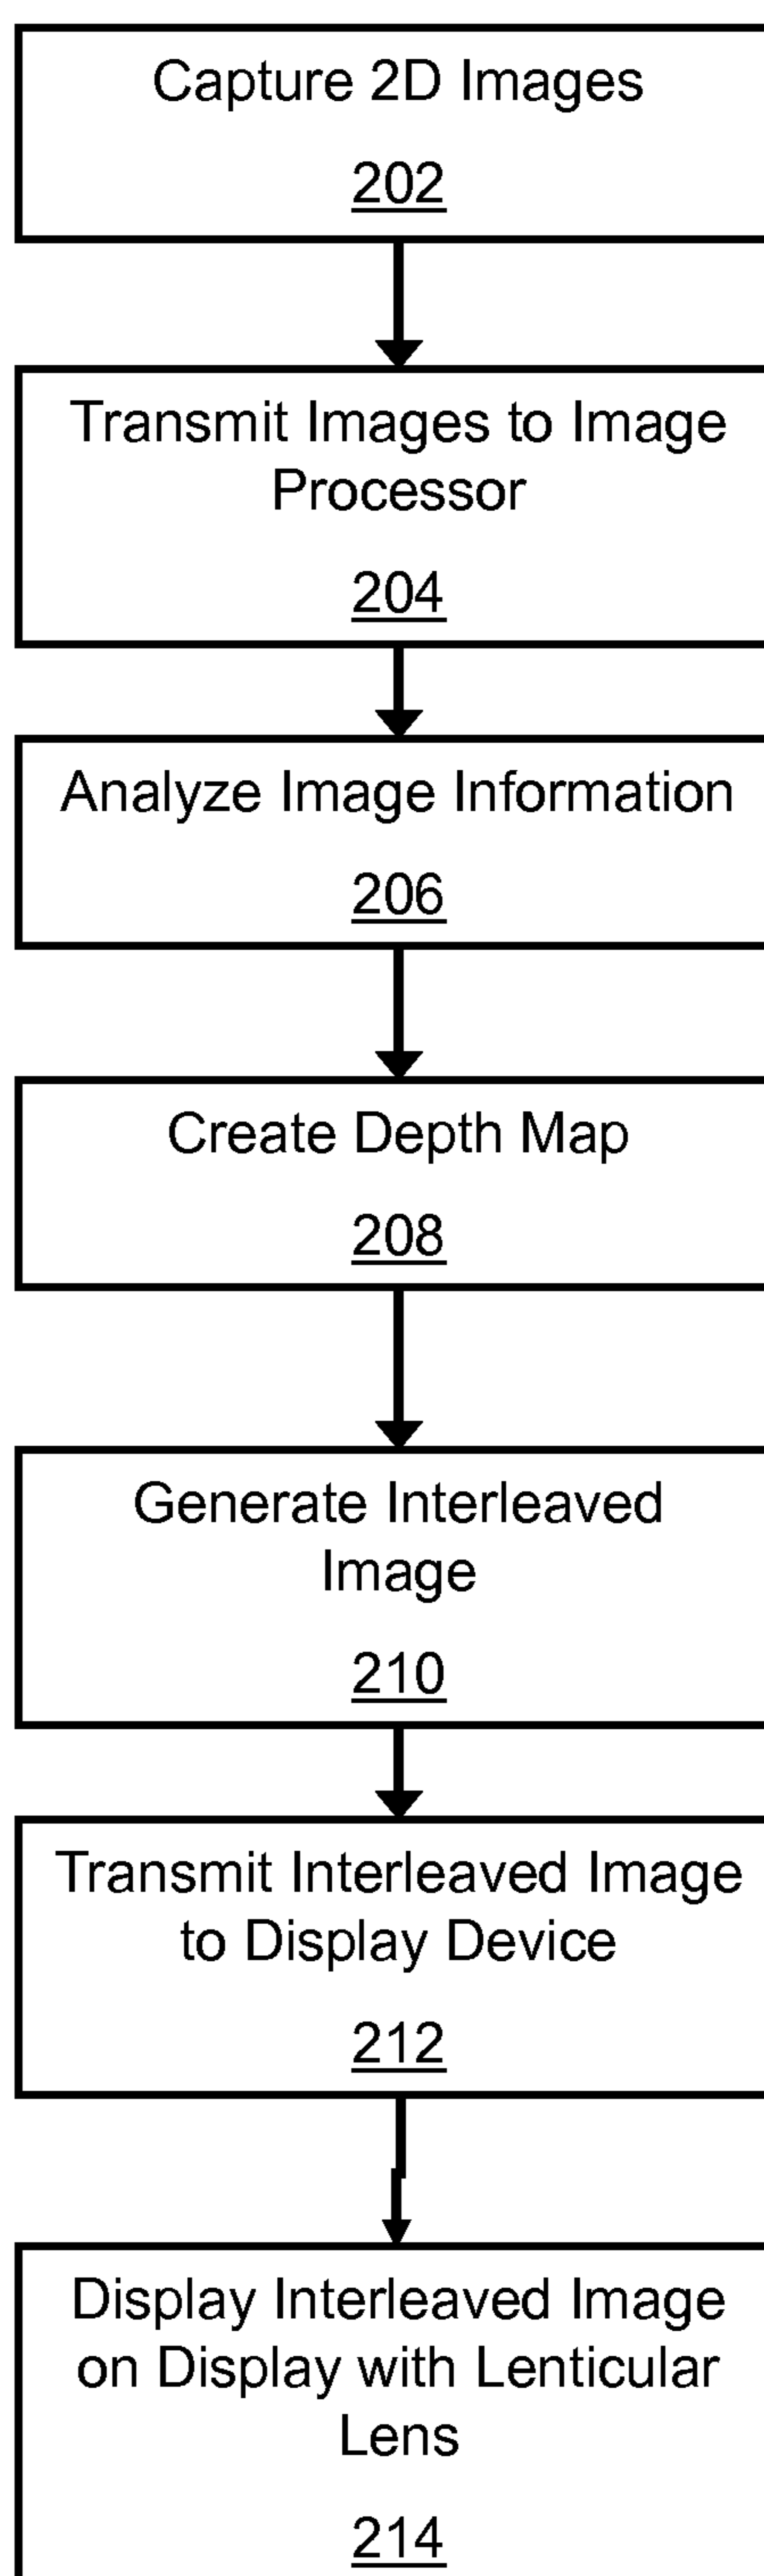 Capture 2D Images
202
Transmit Images to Image
Processor
204
Analyze Image Information
206
Create Depth Map
208
Generate Interleaved
Image
210
Transmit Interleaved Image
to Display Device
212
Display Interleaved Image
on Display with Lenticular
Lens
214